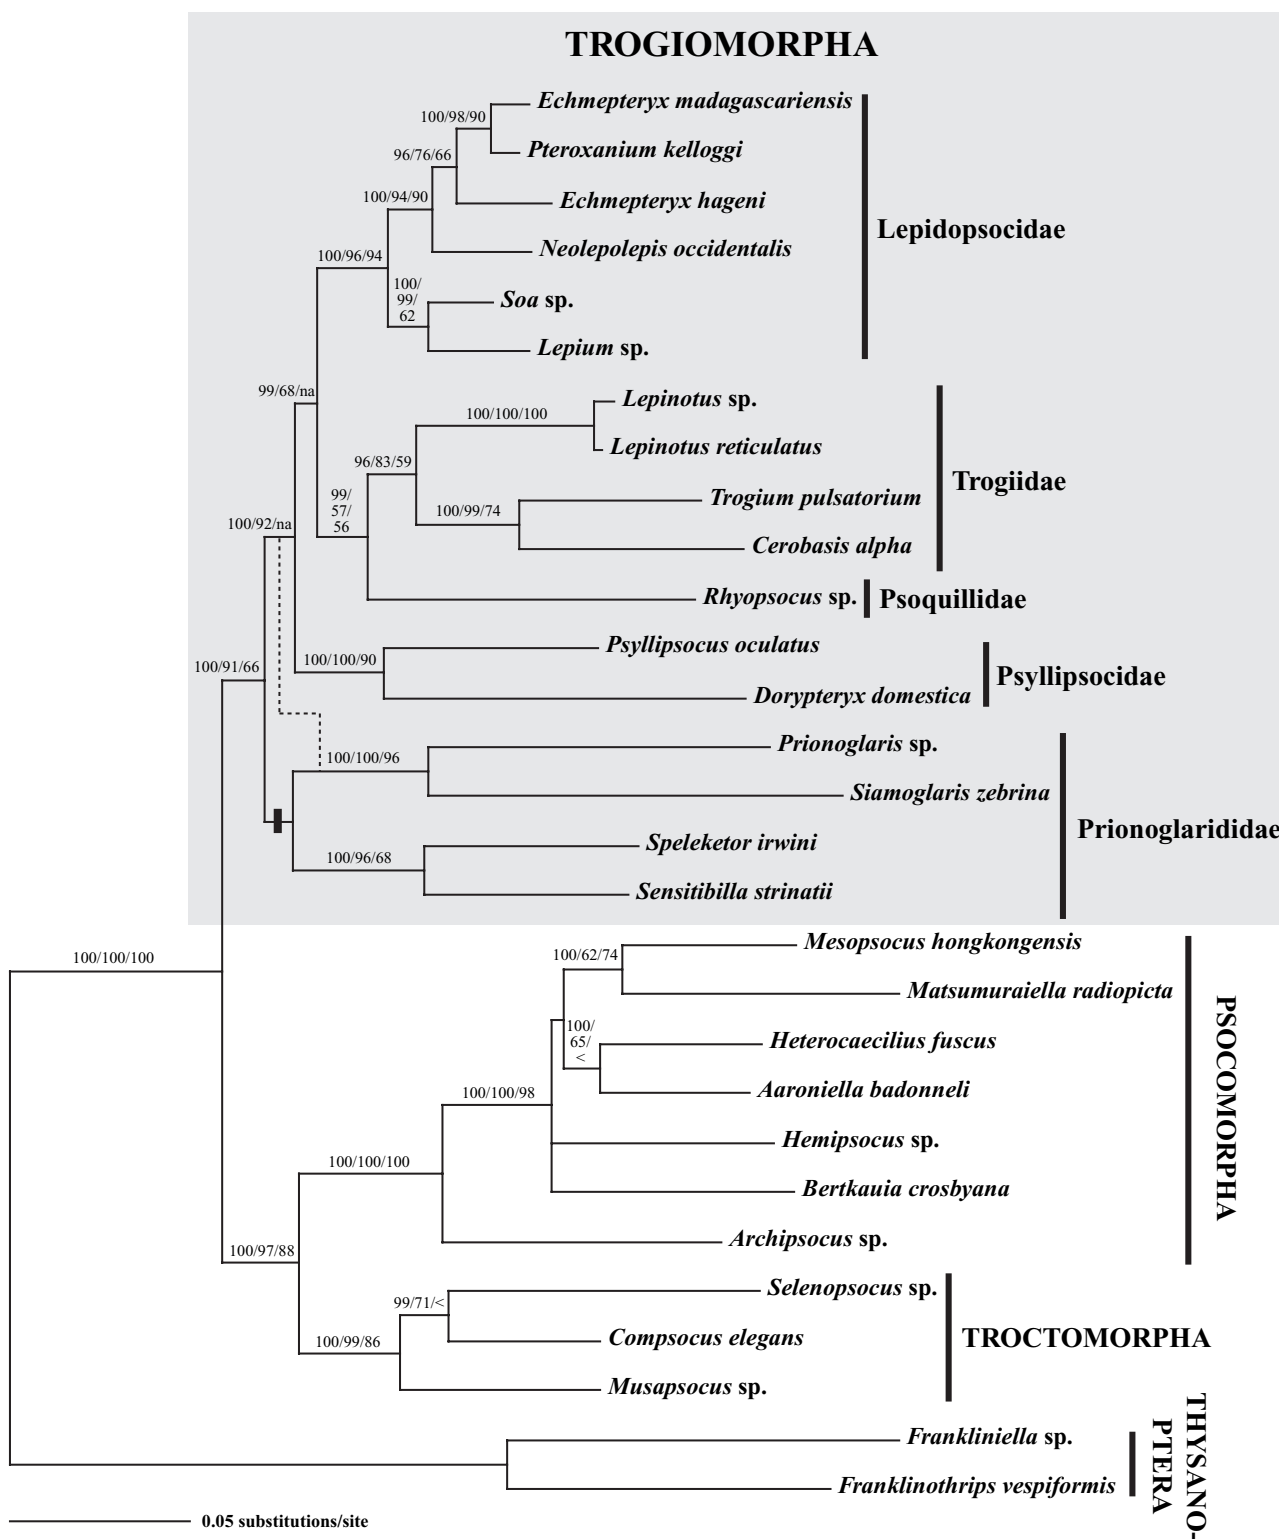 TROGIOMORPHA
Echmepteryx madagascariensis
100/98/90
Pteroxanium kelloggi
96/76/66
Echmepteryx hageni
100/94/90
Lepidopsocidae
Neolepolepis occidentalis
100/96/94
100/
99/
62
Soa sp.
Lepium sp.
99/68/na
Lepinotus sp.
100/100/100
Lepinotus reticulatus
96/83/59
Trogiidae
99/
57/
56
Trogium pulsatorium
100/99/74
100/92/na
Cerobasis alpha
Rhyopsocus sp.
Psoquillidae
Psyllipsocus oculatus
100/100/90
100/91/66
Psyllipsocidae
Dorypteryx domestica
Prionoglaris sp.
100/100/96
Siamoglaris zebrina
Prionoglarididae
Speleketor irwini
100/96/68
Sensitibilla strinatii
Mesopsocus hongkongensis
100/62/74
100/100/100
Matsumuraiella radiopicta
100/
65/
<
Heterocaecilius fuscus
Aaroniella badonneli
100/100/98
PSOCOMORPHA
Hemipsocus sp.
100/100/100
Bertkauia crosbyana
Archipsocus sp.
100/97/88
Selenopsocus sp.
99/71/<
Compsocus elegans
TROCTOMORPHA
100/99/86
Musapsocus sp.
Frankliniella sp.
Franklinothrips vespiformis
THYSANO-
PTERA
0.05 substitutions/site